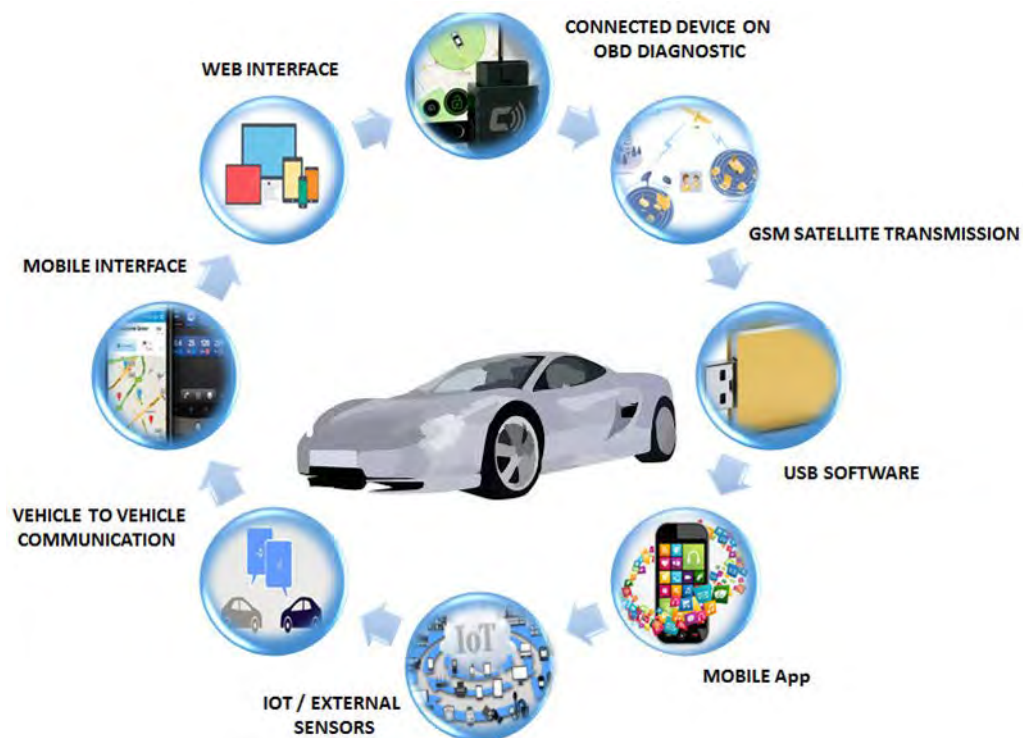 CONNECTED DEVICE ON
OBD DIAGNOSTIC
WEB INTERFACE
GSM SATELLITE TRANSMISSION
MOBILE INTERFACE
USB SOFTWARE
VEHICLE TO VEHICLE
COMMUNICATION
IoT
MOBILE App
IOT / EXTERNAL
SENSORS